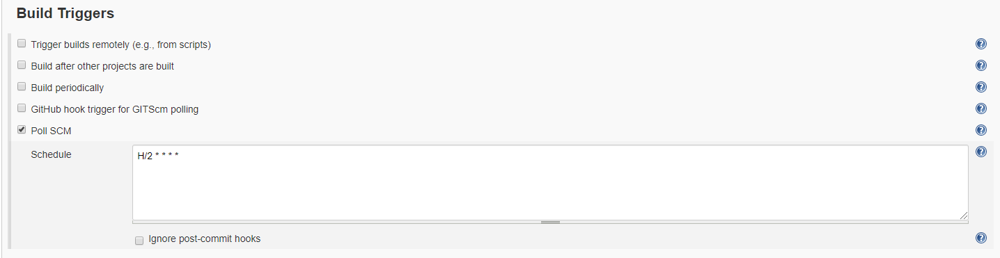 Build Triggers
Trigger builds remotely (e.g., from scripts)
Build after other projects are built
Build periodically
GitHub hook trigger for GITScm polling
Poll SCM
Schedule
H/2 * * * *
Ignore post-commit hooks